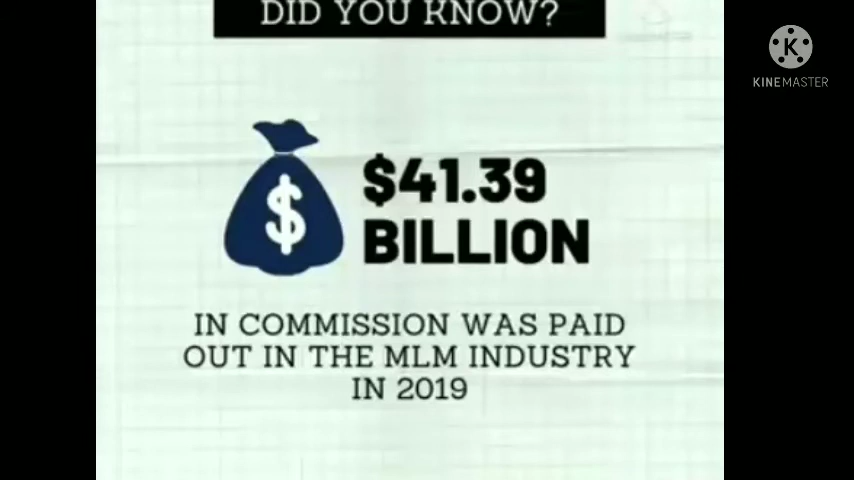 DID YOU KNOW?
KINEMASTER
$
$41.39
BILLION
IN COMMISSION WAS PAID
OUT IN THE MLM INDUSTRY
IN 2019